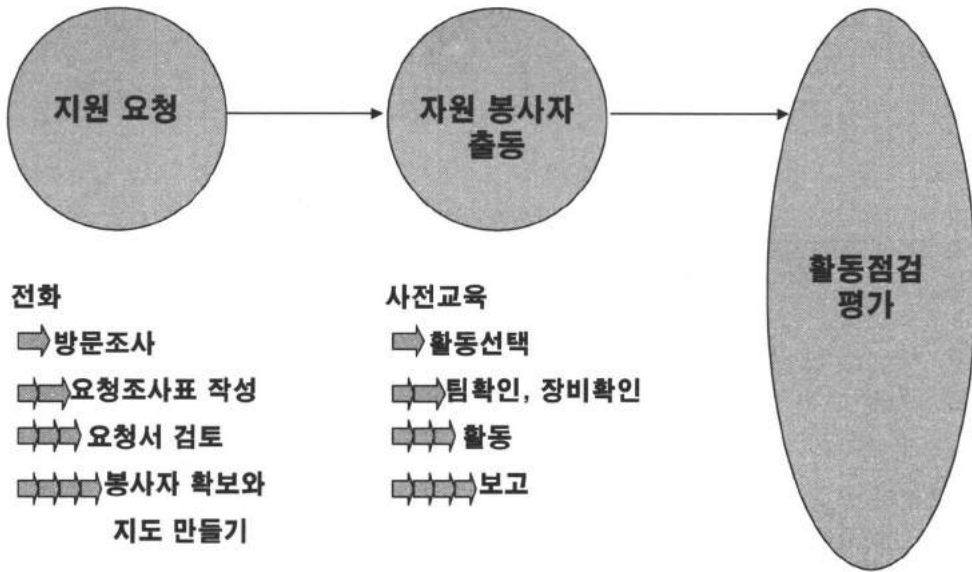 지원 요청
자원 봉사자
출동
활동점검
평가
전화
방문조사
요청조사표 작성
요청서 검토
봉사자 확보와
지도 만들기
사전교육
활동선택
팀확인, 장비확인
활동
보고